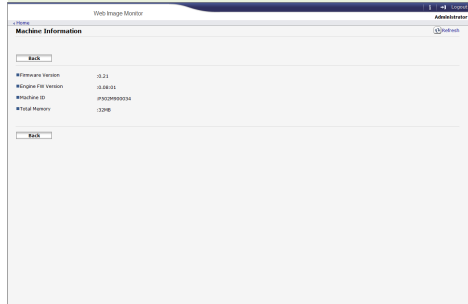 Web Image Monitor
Logout
Administrator
Home
Machine Information
Refresh
Back
Firmware Version :0.21
Engine FW Version :0.08:01
Machine ID :P302M900034
Total Memory :32MB
Back